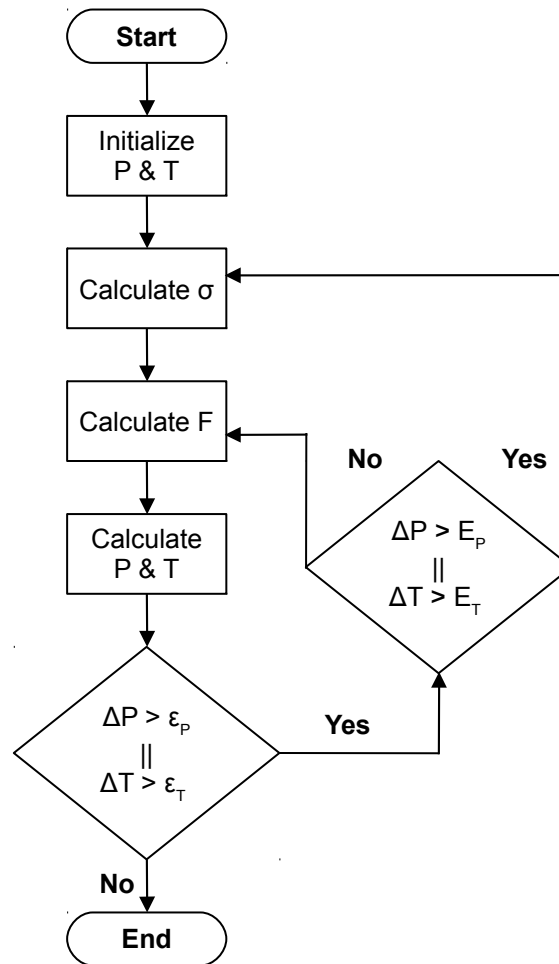 Start
Initialize
P & T
Calculate σ
Calculate F
No
Yes
ΔP > E_P
||
ΔT > E_T
Calculate
P & T
ΔP > ε_P
||
ΔT > ε_T
Yes
No
End